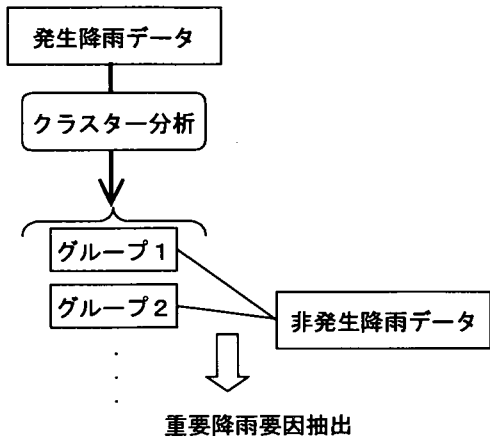 発生降雨データ
クラスター分析
グループ1
グループ2
非発生降雨データ
・
・
・
重要降雨要因抽出